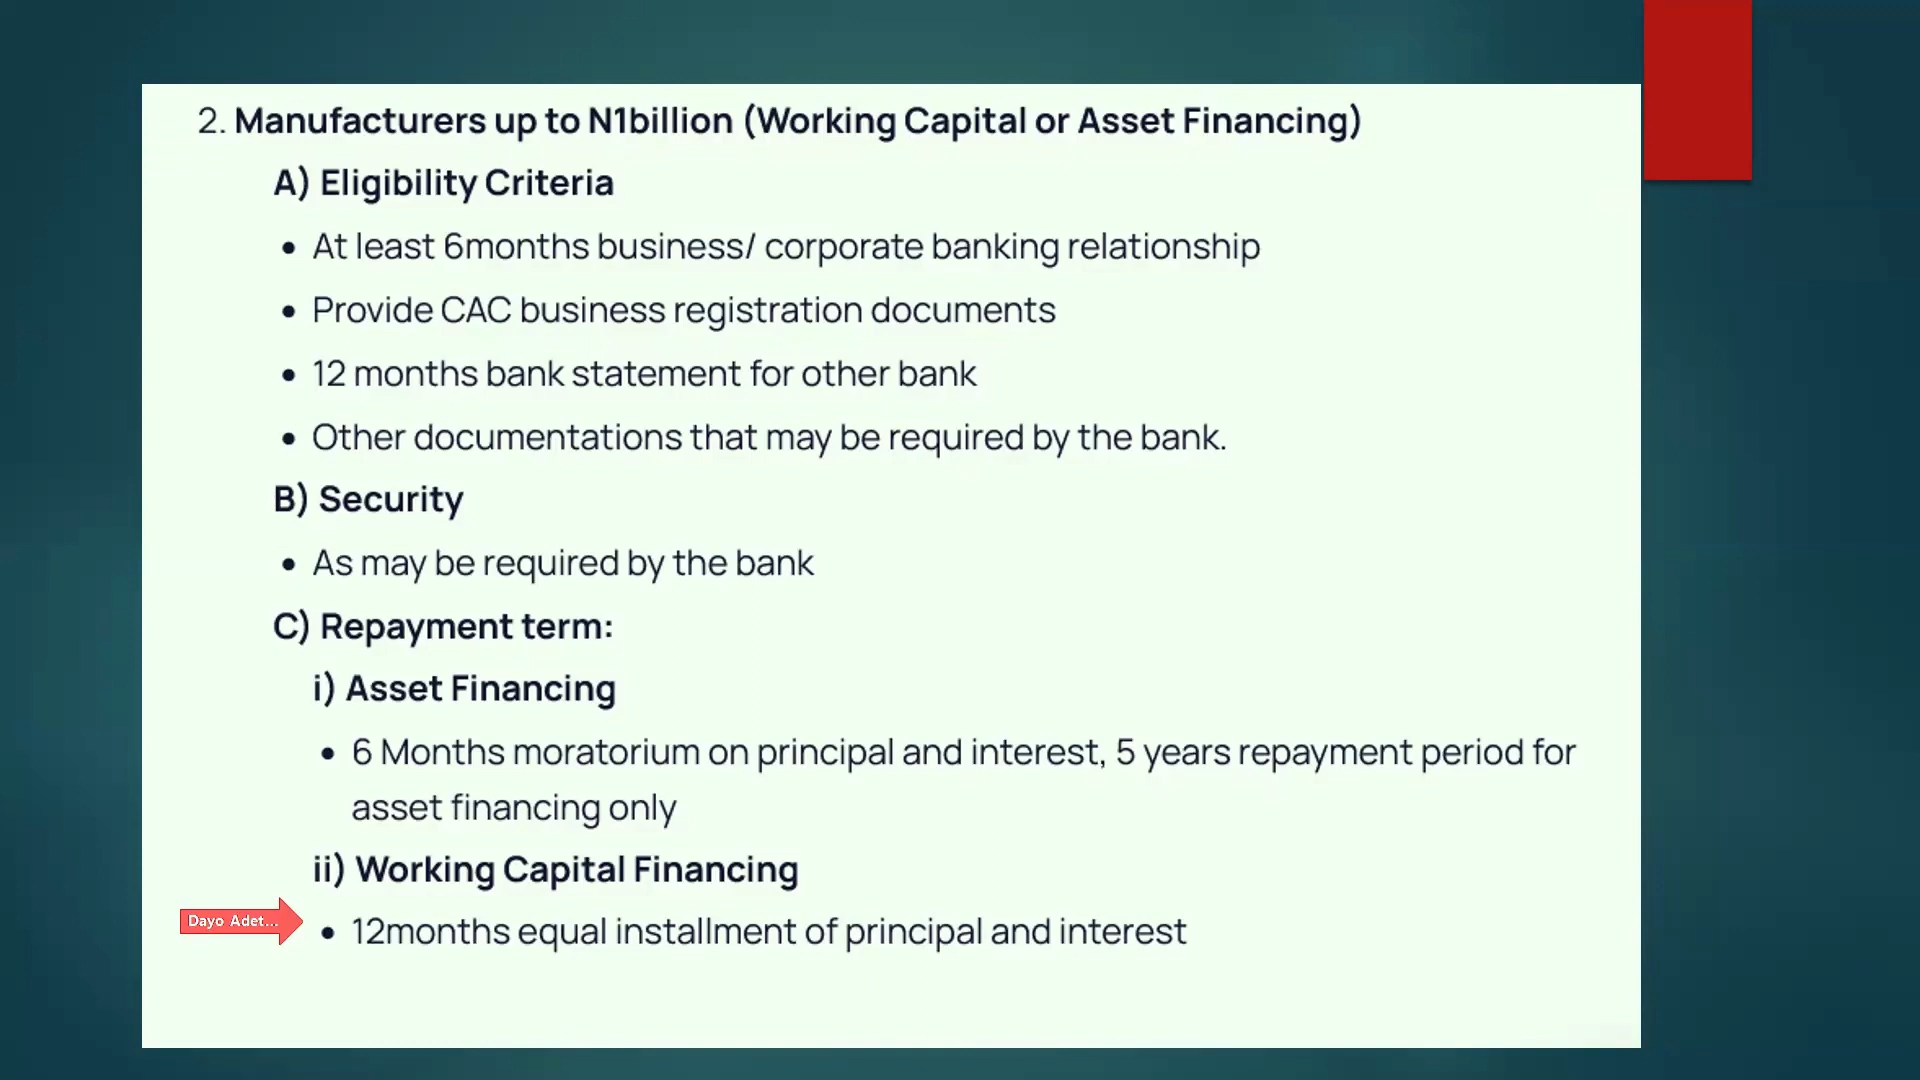 2. Manufacturers up to N1billion (Working Capital or Asset Financing)
A) Eligibility Criteria
• At least 6months business/ corporate banking relationship
• Provide CAC business registration documents
• 12 months bank statement for other bank
• Other documentations that may be required by the bank.
B) Security
• As may be required by the bank
C) Repayment term:
i) Asset Financing
• 6 Months moratorium on principal and interest, 5 years repayment period for
asset financing only
ii) Working Capital Financing
Dayo Adet...
• 12months equal installment of principal and interest